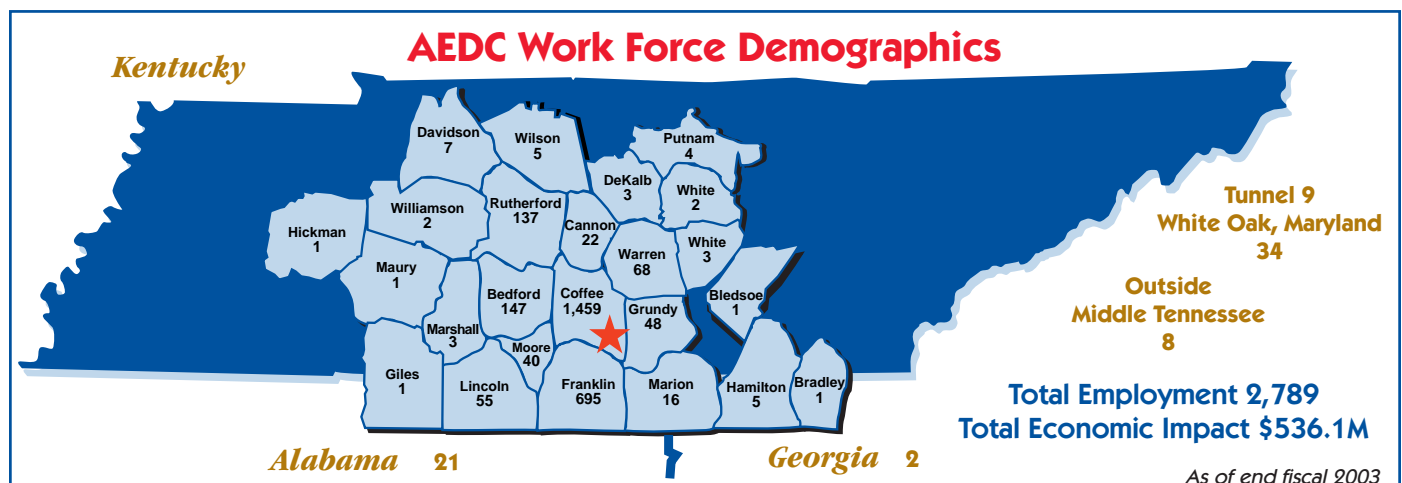 AEDC Work Force Demographics
Kentucky
Davidson
7
Wilson
5
Putnam
4
DeKalb
3
White
2
Williamson
2
Rutherford
137
Cannon
22
Hickman
1
Warren
68
White
3
Maury
1
Bedford
147
Coffee
1,459
Grundy
48
Bledsoe
1
Marshall
3
Moore
40
Giles
1
Lincoln
55
Franklin
695
Marion
16
Hamilton
5
Bradley
1
Tunnel 9
White Oak, Maryland
34
Outside
Middle Tennessee
8
Total Employment 2,789
Total Economic Impact $536.1M
Alabama 21
Georgia 2
As of end fiscal 2003